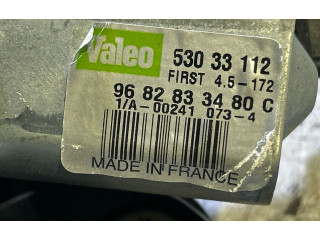 Valeo 530 33 112
FIRST 4.5-172
96 82 83 34 80 C
1/A-00241 073-4
MADE IN FRANCE